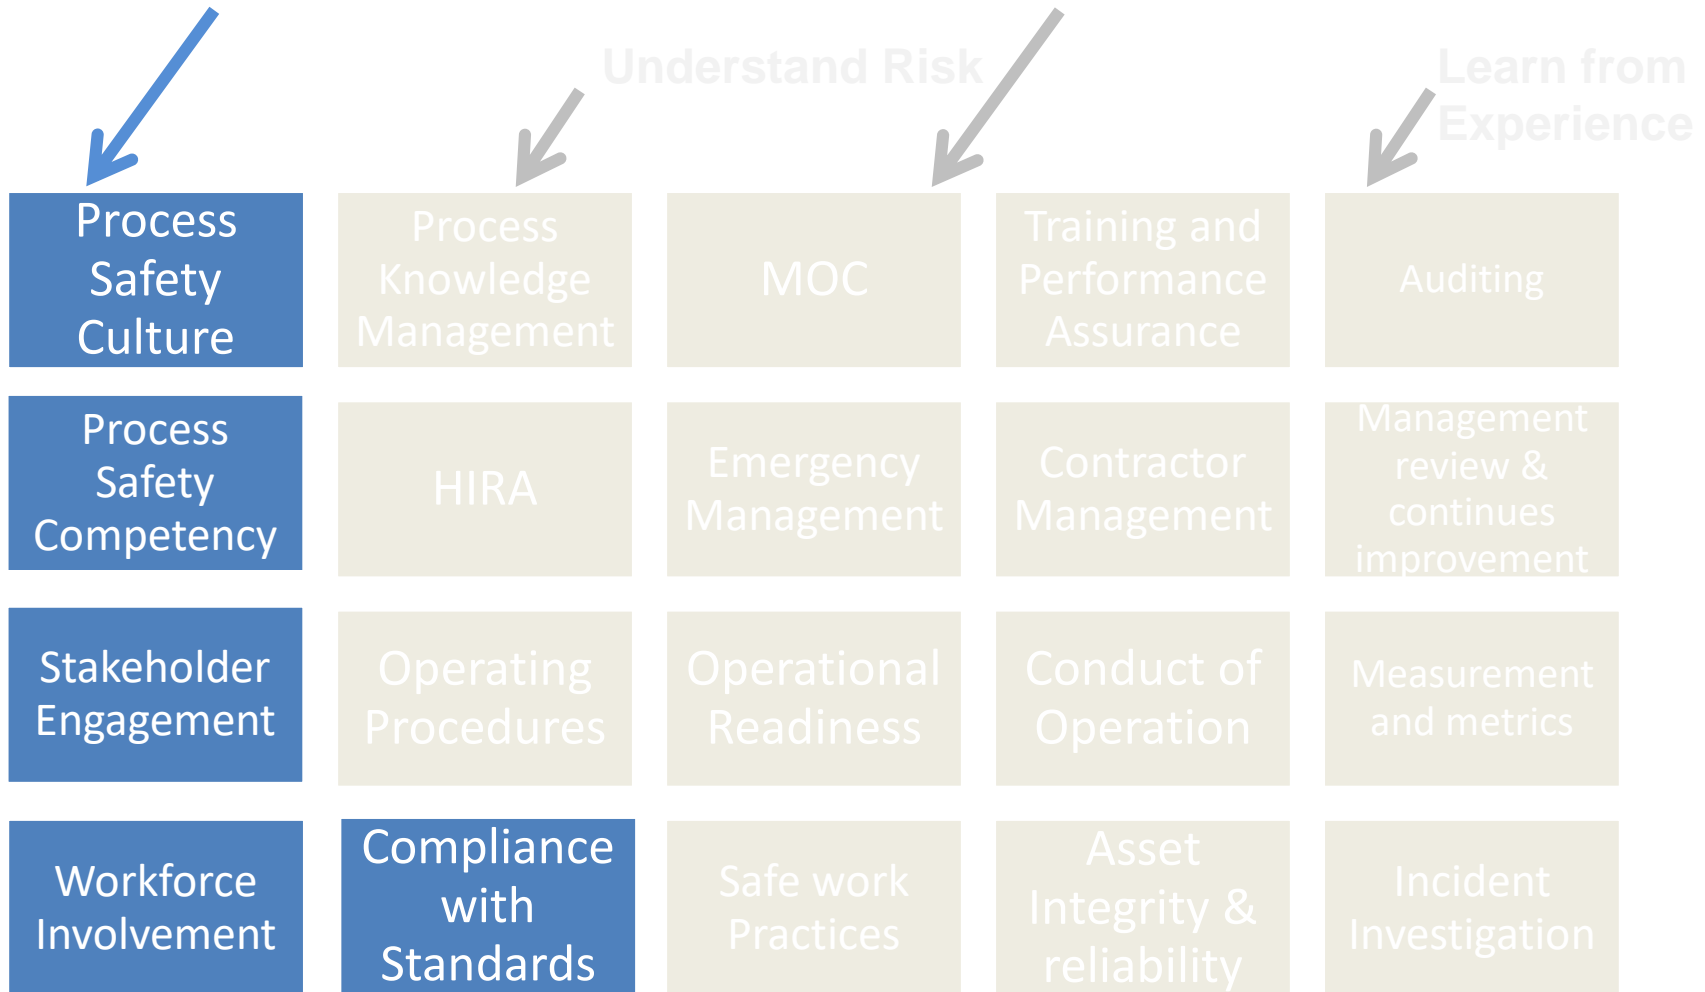 Understand Risk
Learn from
Experience
Process
Safety
Culture
Process
Knowledge
Management
MOC
Training and
Performance
Assurance
Auditing
Process
Safety
Competency
HIRA
Emergency
Management
Contractor
Management
Management
review &
continues
improvement
Stakeholder
Engagement
Operating
Procedures
Operational
Readiness
Conduct of
Operation
Measurement
and metrics
Workforce
Involvement
Compliance
with
Standards
Safe work
Practices
Asset
Integrity &
reliability
Incident
Investigation